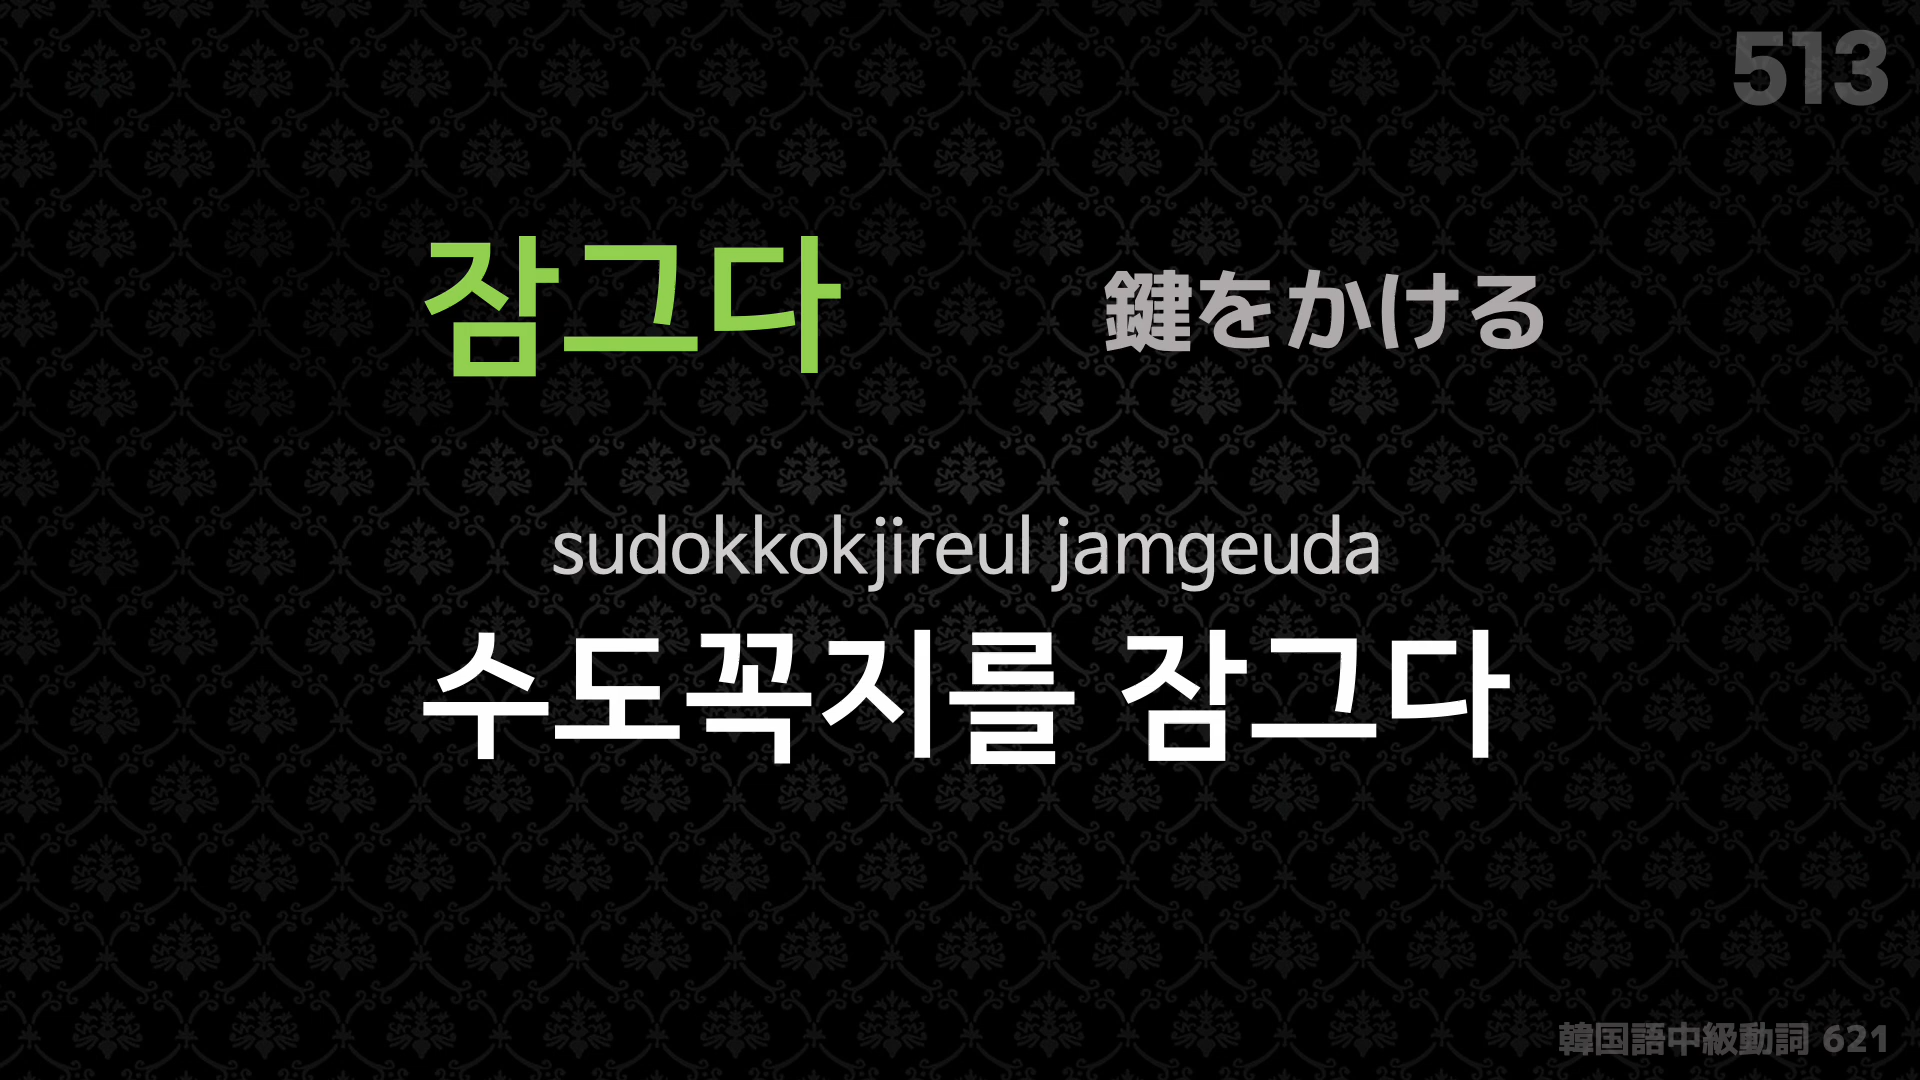 513
잠그다 鍵をかける
sudokkokjireul jamgeuda
수도꼭지를 잠그다
韓国語中級動詞 621